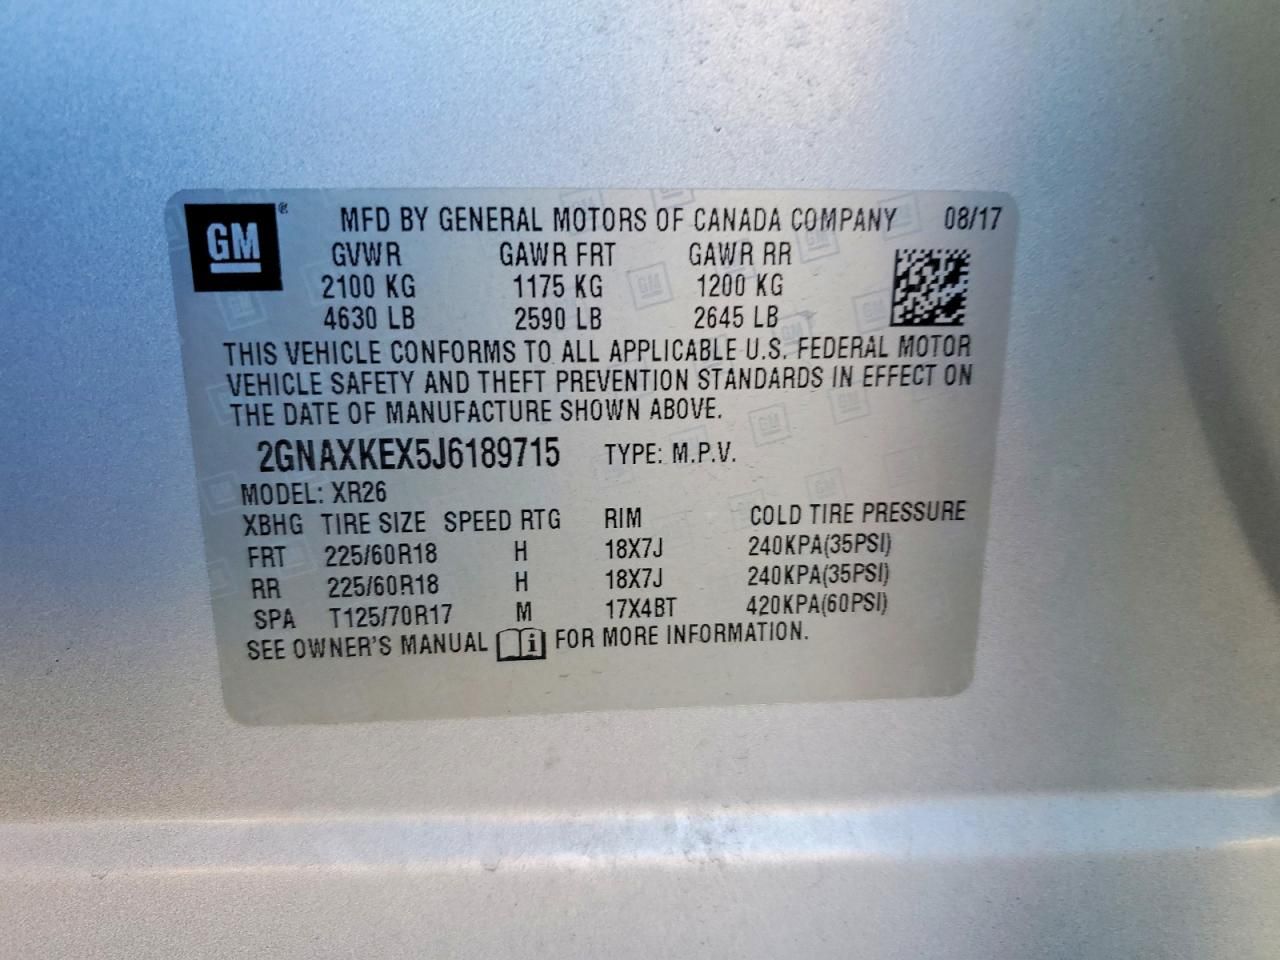 GM® MFD BY GENERAL MOTORS OF CANADA COMPANY 08/17
GVWR GAWR FRT GAWR RR
2100 KG 1175 KG 1200 KG
4630 LB 2590 LB 2645 LB
THIS VEHICLE CONFORMS TO ALL APPLICABLE U.S. FEDERAL MOTOR
VEHICLE SAFETY AND THEFT PREVENTION STANDARDS IN EFFECT ON
THE DATE OF MANUFACTURE SHOWN ABOVE.
2GNAXKEX5J6189715 TYPE: M.P.V.
MODEL: XR26
XBHG TIRE SIZE SPEED RTG RIM COLD TIRE PRESSURE
FRT 225/60R18 H 18X7J 240KPA(35PSI)
RR 225/60R18 H 18X7J 240KPA(35PSI)
SPA T125/70R17 M 17X4BT 420KPA(60PSI)
SEE OWNER'S MANUAL i FOR MORE INFORMATION.